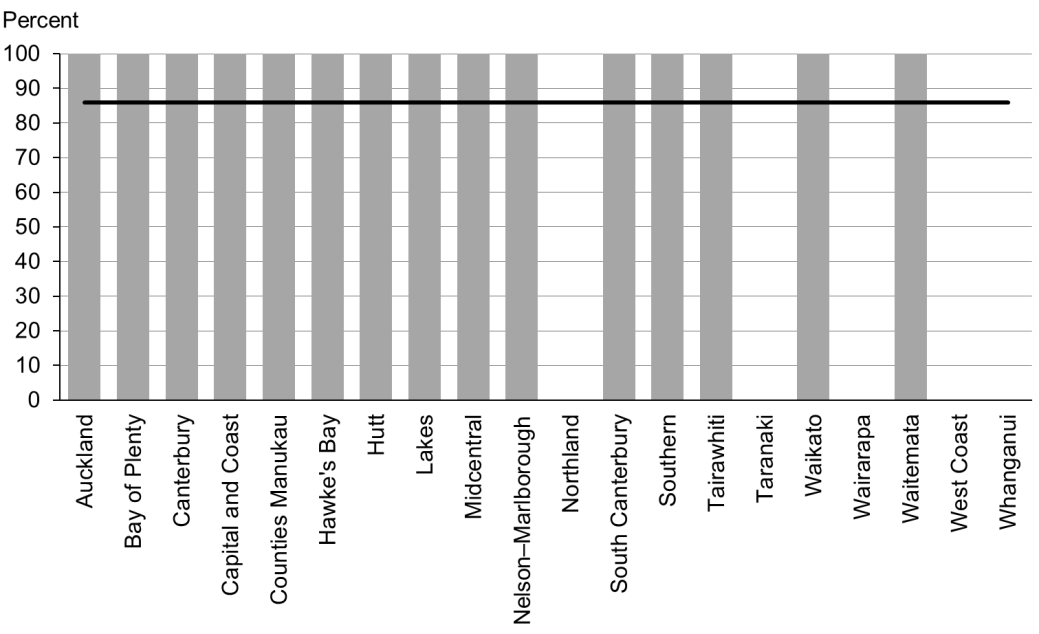 Percent
100
90
80
70
60
50
40
30
20
10
0
Auckland
Bay of Plenty
Canterbury
Capital and Coast
Counties Manukau
Hawke's Bay
Hutt
Lakes
Midcentral
Nelson–Marlborough
Northland
South Canterbury
Southern
Tairawhiti
Taranaki
Waikato
Wairarapa
Waitemata
West Coast
Whanganui